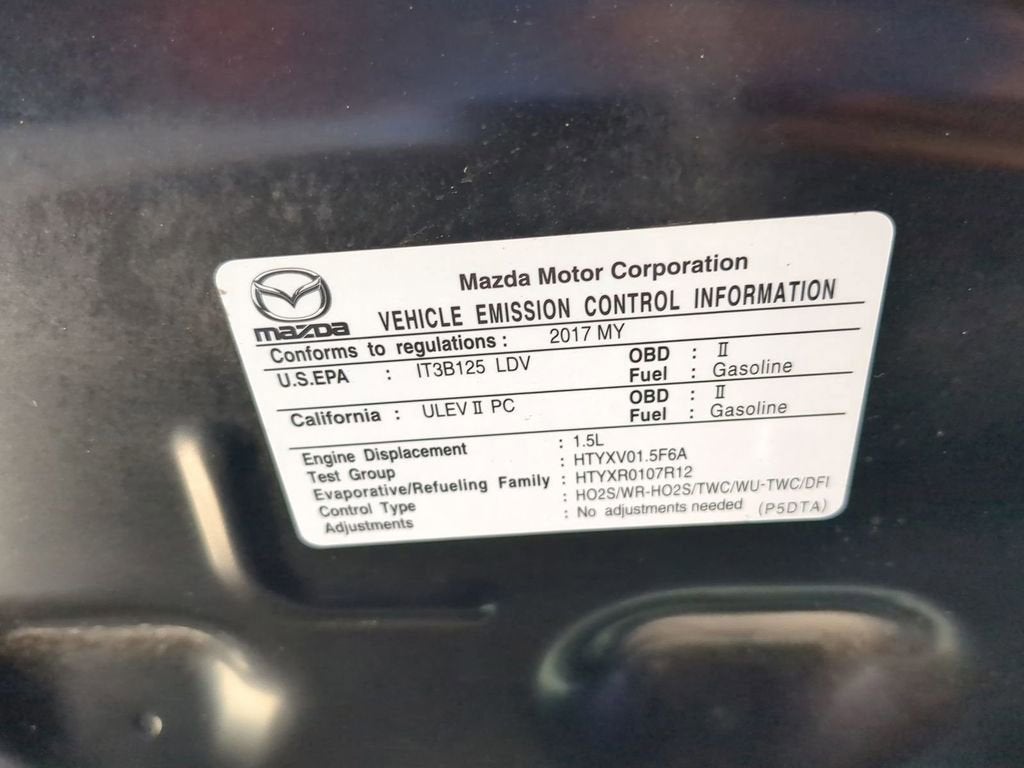 mazda
Mazda Motor Corporation
VEHICLE EMISSION CONTROL INFORMATION
Conforms to regulations : 2017 MY
U.S.EPA : IT3B125 LDV OBD : II
Fuel : Gasoline
California : ULEV II PC OBD : II
Fuel : Gasoline
Engine Displacement : 1.5L
Test Group : HTYXV01.5F6A
Evaporative/Refueling Family : HTYXR0107R12
Control Type : HO2S/WR-HO2S/TWC/WU-TWC/DFI
Adjustments : No adjustments needed (P5DTA)